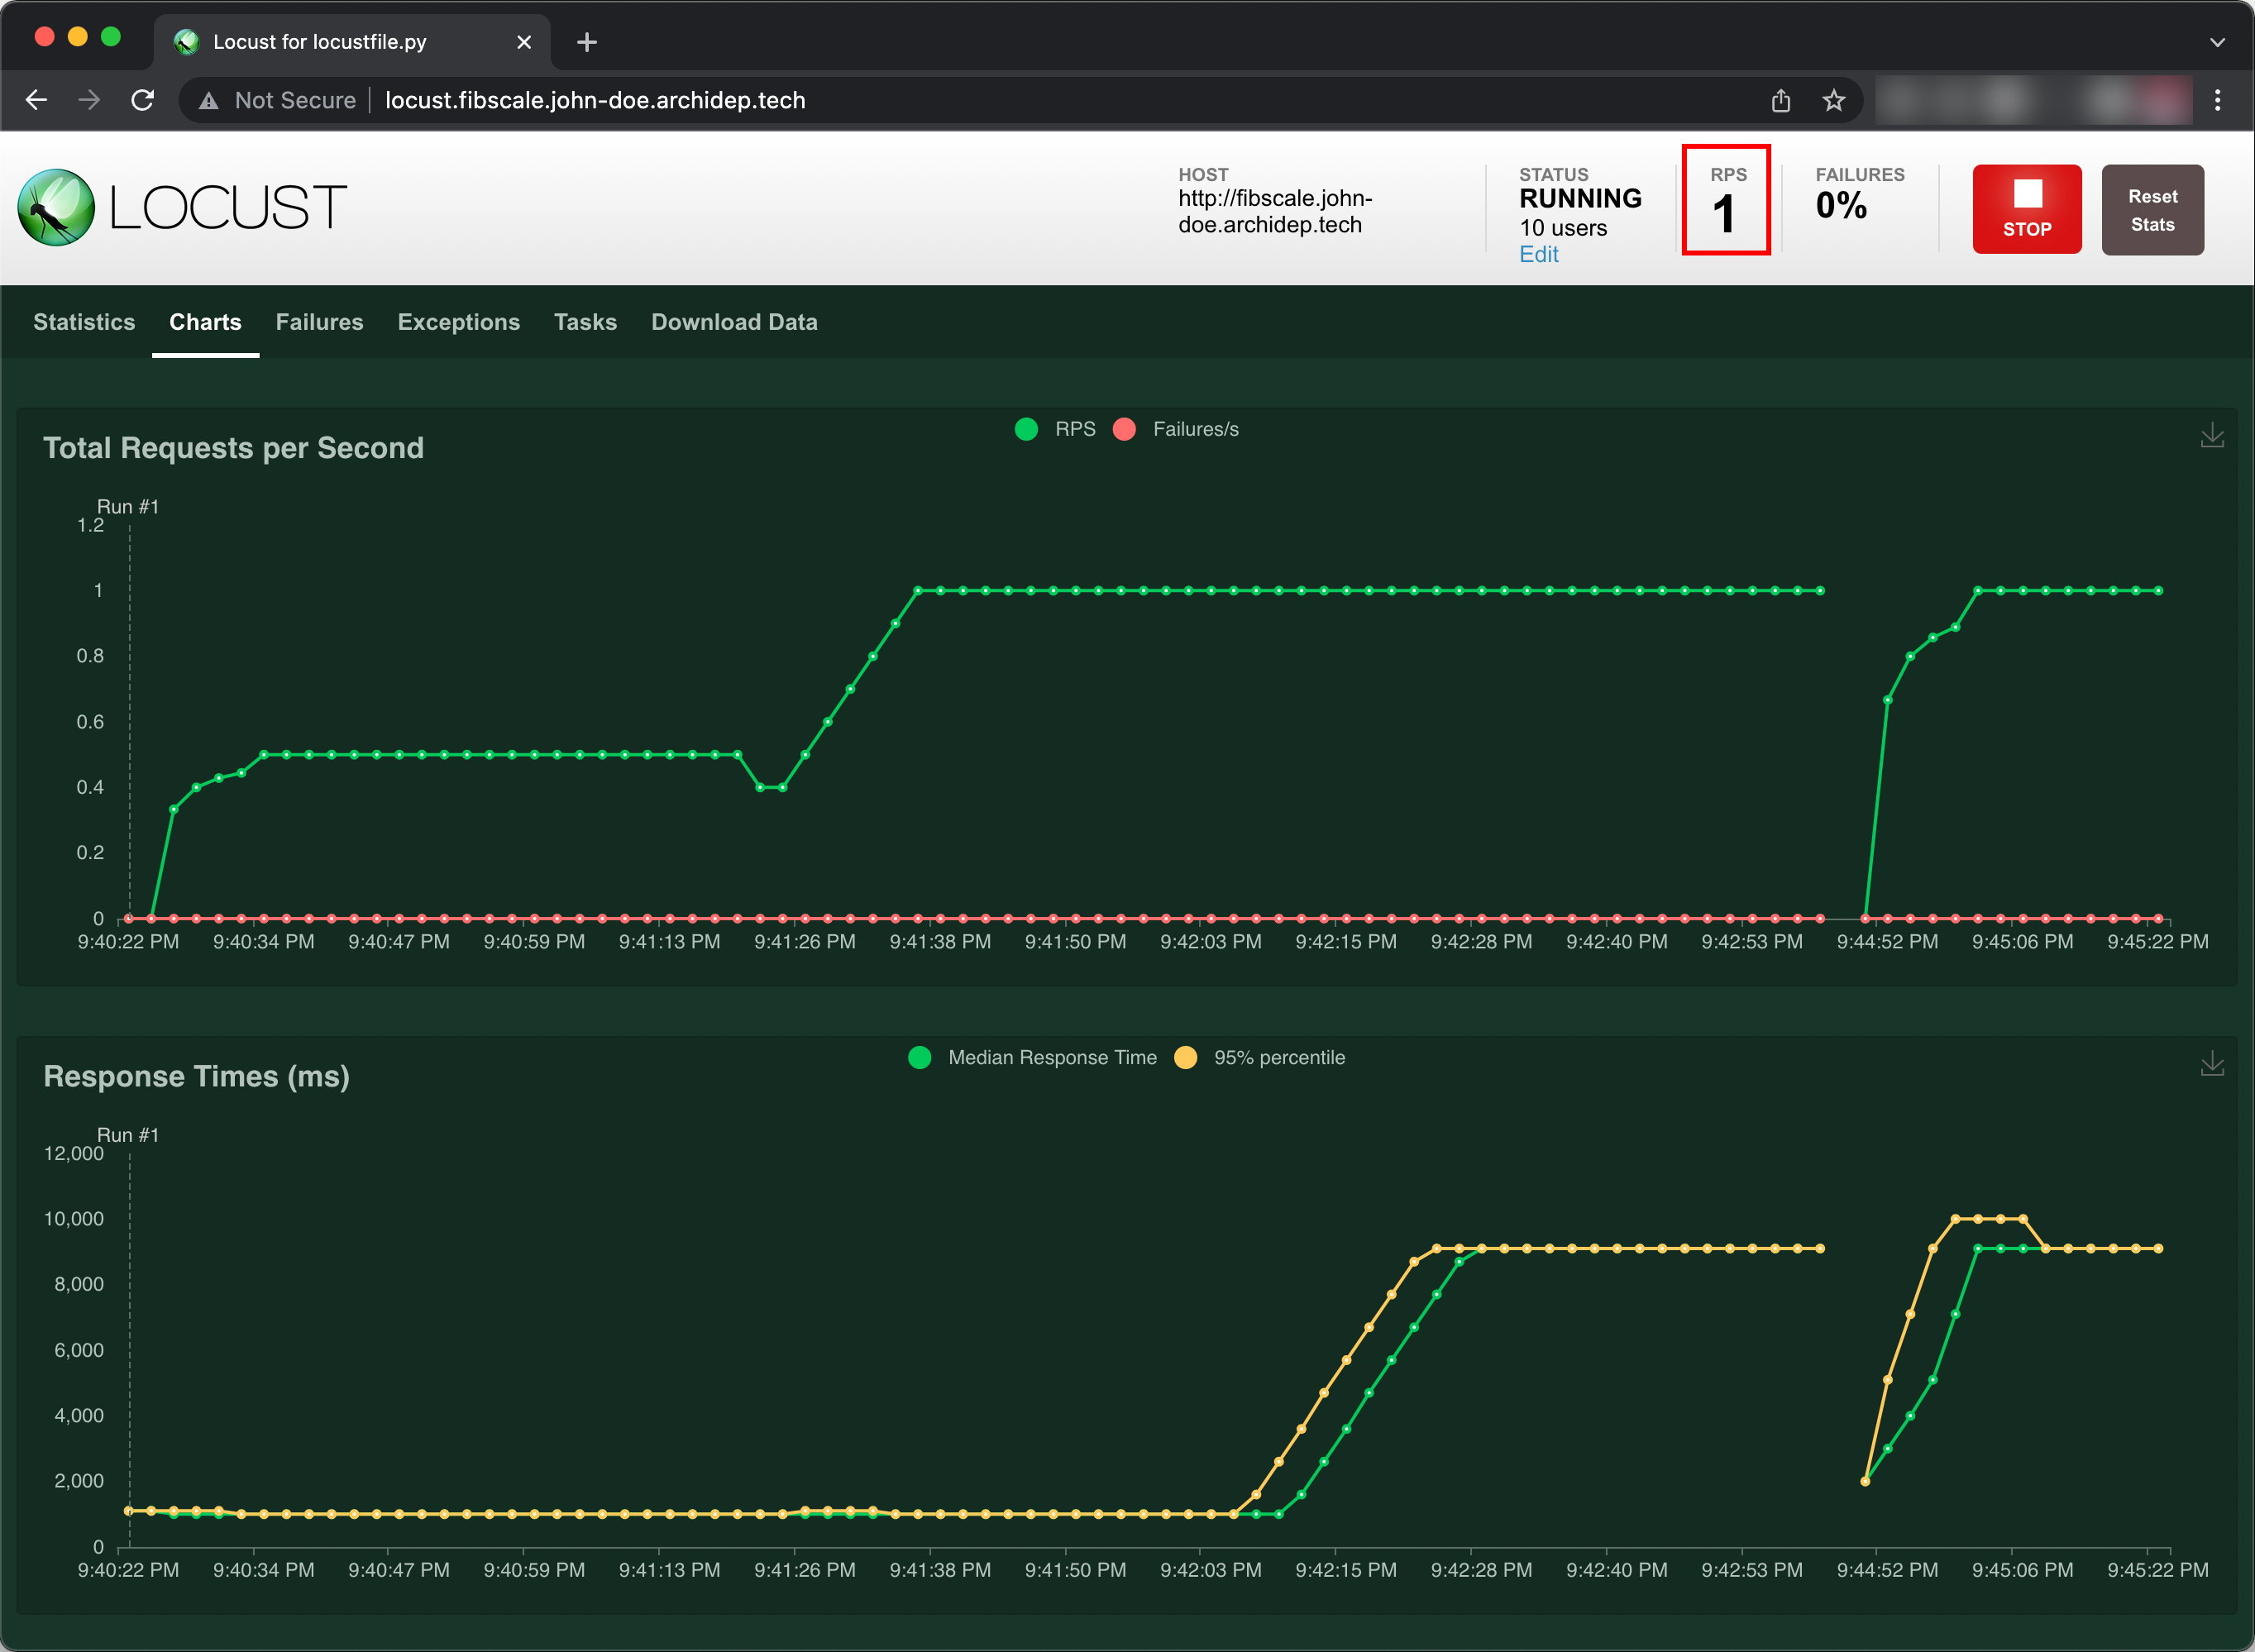 Locust for locustfile.py
Not Secure
locust.fibscale.john-doe.archidep.tech
LOCUST
HOST
http://fibscale.john-
doe.archidep.tech
STATUS
RUNNING
10 users
Edit
RPS
1
FAILURES
0%
STOP
Reset
Stats
Statistics
Charts
Failures
Exceptions
Tasks
Download Data
Total Requests per Second
RPS
Failures/s
Run #1
1.2
1
0.8
0.6
0.4
0.2
0
9:40:22 PM
9:40:34 PM
9:40:47 PM
9:40:59 PM
9:41:13 PM
9:41:26 PM
9:41:38 PM
9:41:50 PM
9:42:03 PM
9:42:15 PM
9:42:28 PM
9:42:40 PM
9:42:53 PM
9:44:52 PM
9:45:06 PM
9:45:22 PM
Response Times (ms)
Median Response Time
95% percentile
Run #1
12,000
10,000
8,000
6,000
4,000
2,000
0
9:40:22 PM
9:40:34 PM
9:40:47 PM
9:40:59 PM
9:41:13 PM
9:41:26 PM
9:41:38 PM
9:41:50 PM
9:42:03 PM
9:42:15 PM
9:42:28 PM
9:42:40 PM
9:42:53 PM
9:44:52 PM
9:45:06 PM
9:45:22 PM